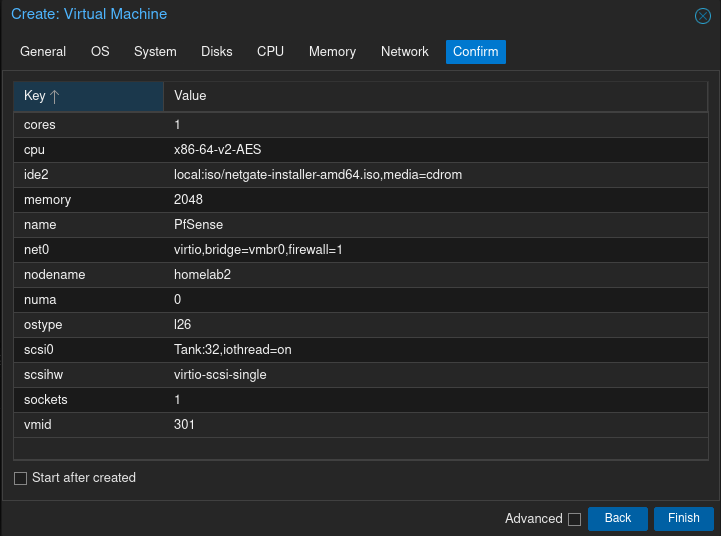 Create: Virtual Machine
General OS System Disks CPU Memory Network Confirm
Key Value
cores 1
cpu x86-64-v2-AES
ide2 local:iso/netgate-installer-amd64.iso,media=cdrom
memory 2048
name PfSense
net0 virtio,bridge=vmbr0,firewall=1
nodename homelab2
numa 0
ostype l26
scsi0 Tank:32,iothread=on
scsihw virtio-scsi-single
sockets 1
vmid 301
Start after created
Advanced Back Finish